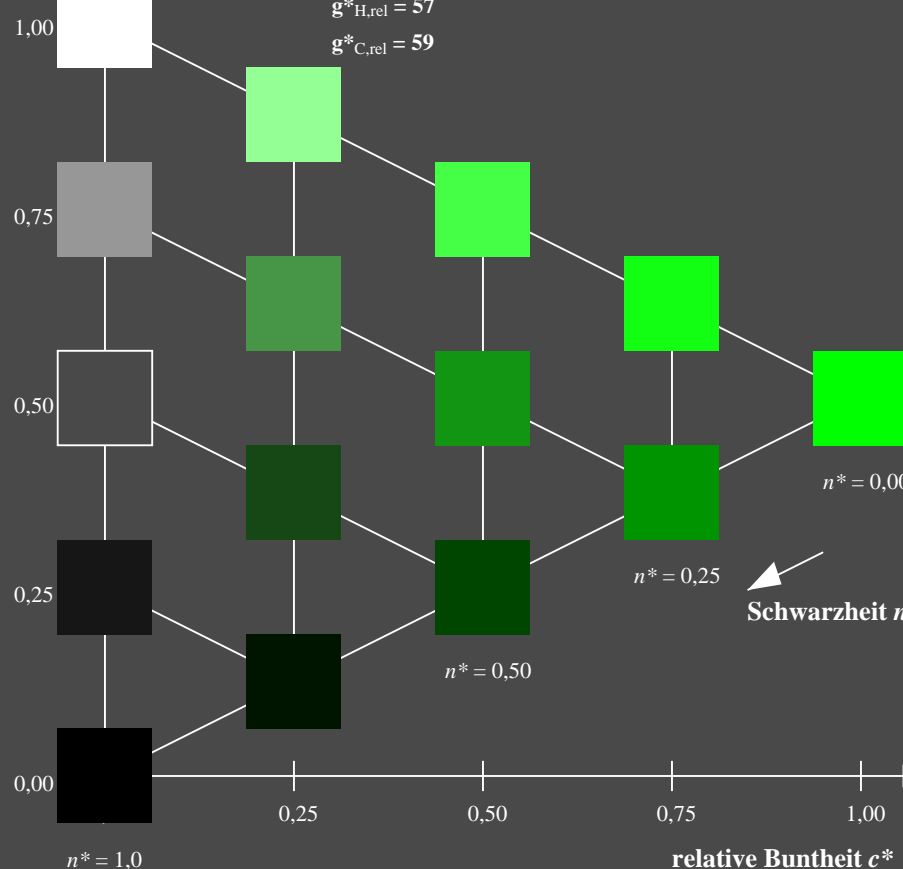 g*H,rel = 57
1,00
g*C,rel = 59
0,75
0,50
n* = 0,00
n* = 0,25
0,25
Schwarzheit n
n* = 0,50
0,00
0,25
0,50
0,75
1,00
n* = 1,0
relative Buntheit c*